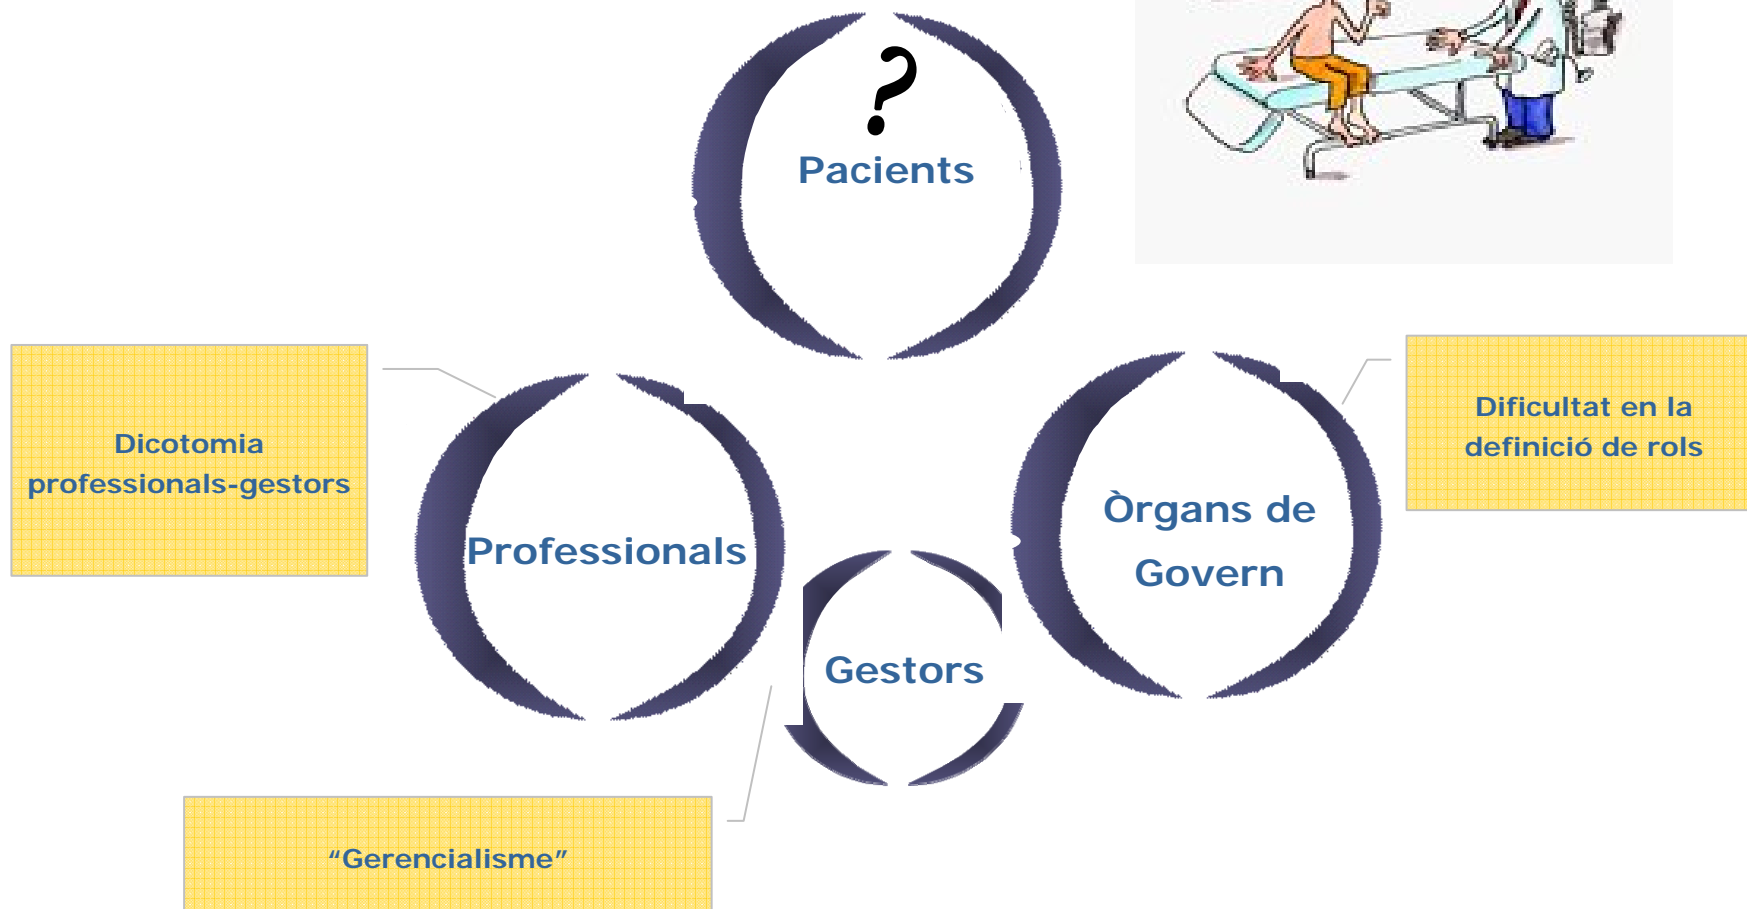 ?
Pacients
Dicotomia
professionals-gestors
Dificultat en la
definició de rols
Professionals
Òrgans de
Govern
Gestors
“Gerencialisme”